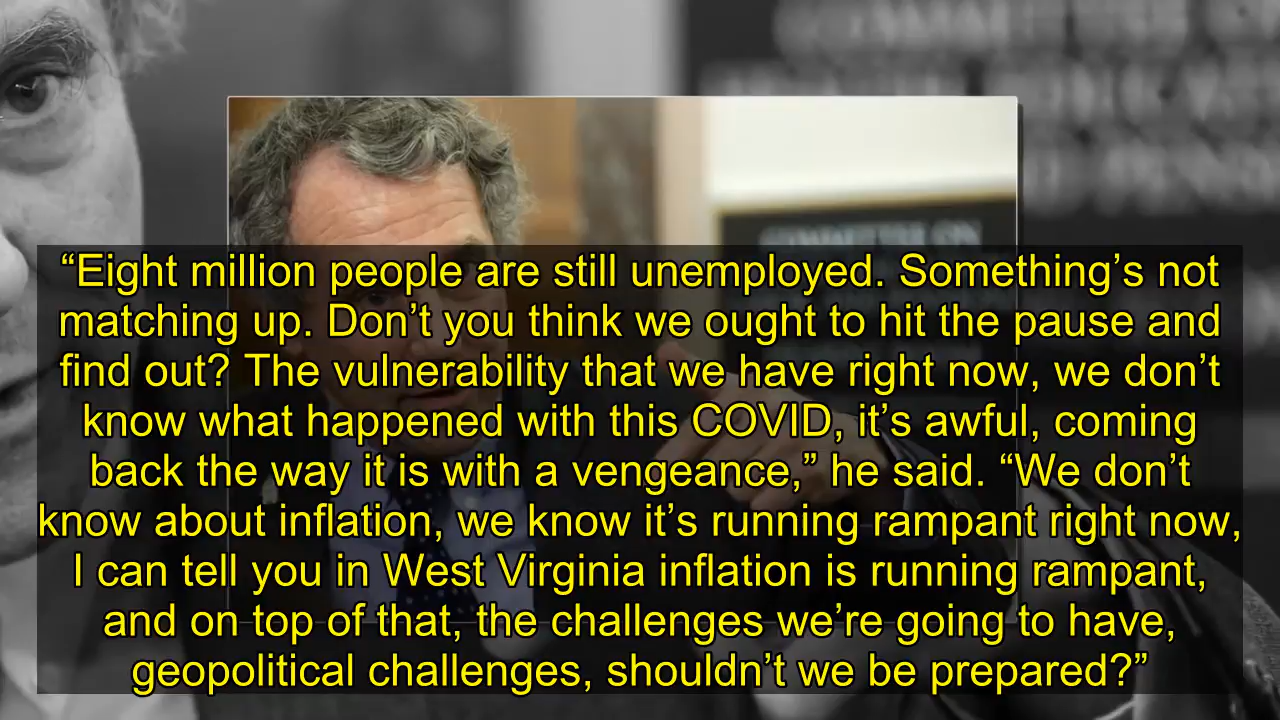 “Eight million people are still unemployed. Something’s not
matching up. Don’t you think we ought to hit the pause and
find out? The vulnerability that we have right now, we don’t
know what happened with this COVID, it’s awful, coming
back the way it is with a vengeance,” he said. “We don’t
know about inflation, we know it’s running rampant right now,
I can tell you in West Virginia inflation is running rampant,
and on top of that, the challenges we’re going to have,
geopolitical challenges, shouldn’t we be prepared?”